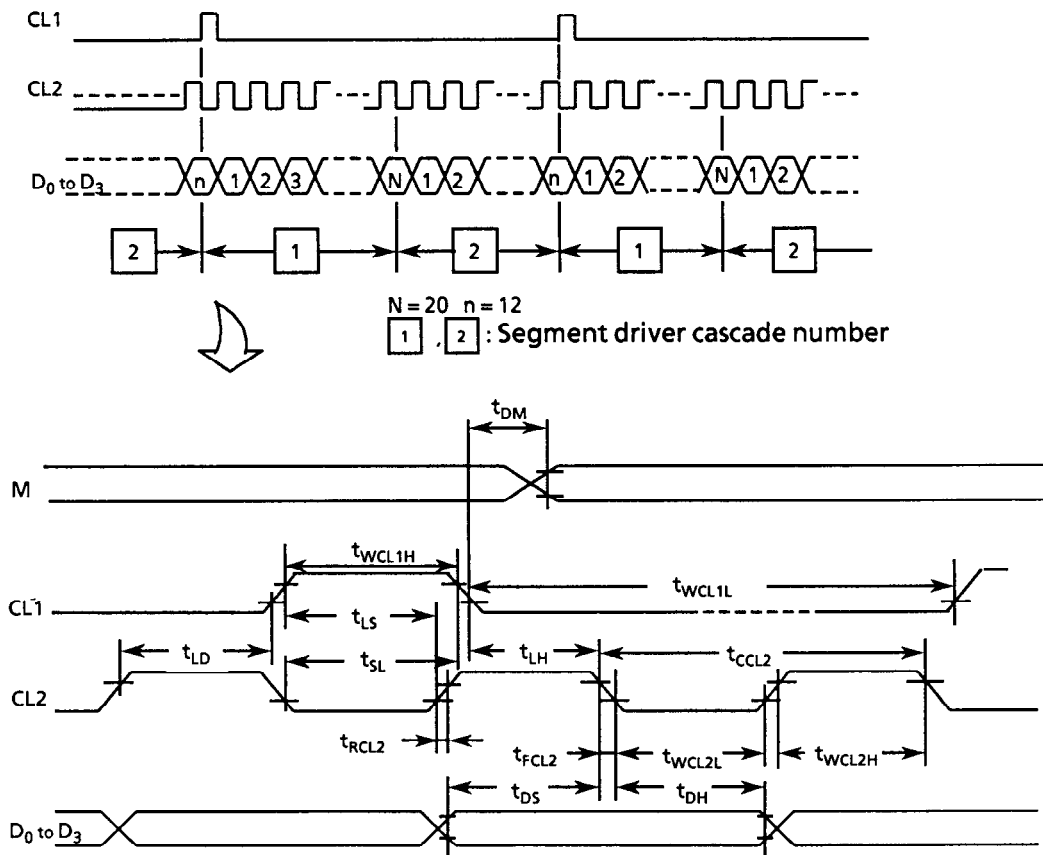 CL1
CL2
D0 to D3 n 1 2 3 N 1 2 n 1 2 N 1 2
2 1 2 1 2
N = 20 n = 12
1 , 2 : Segment driver cascade number
tDM
M
tWCL1H
tWCL1L
CL1
tLS
tLD tSL tLH tCCL2
CL2
tRCL2 tFCL2 tWCL2L tWCL2H
tDS tDH
D0 to D3